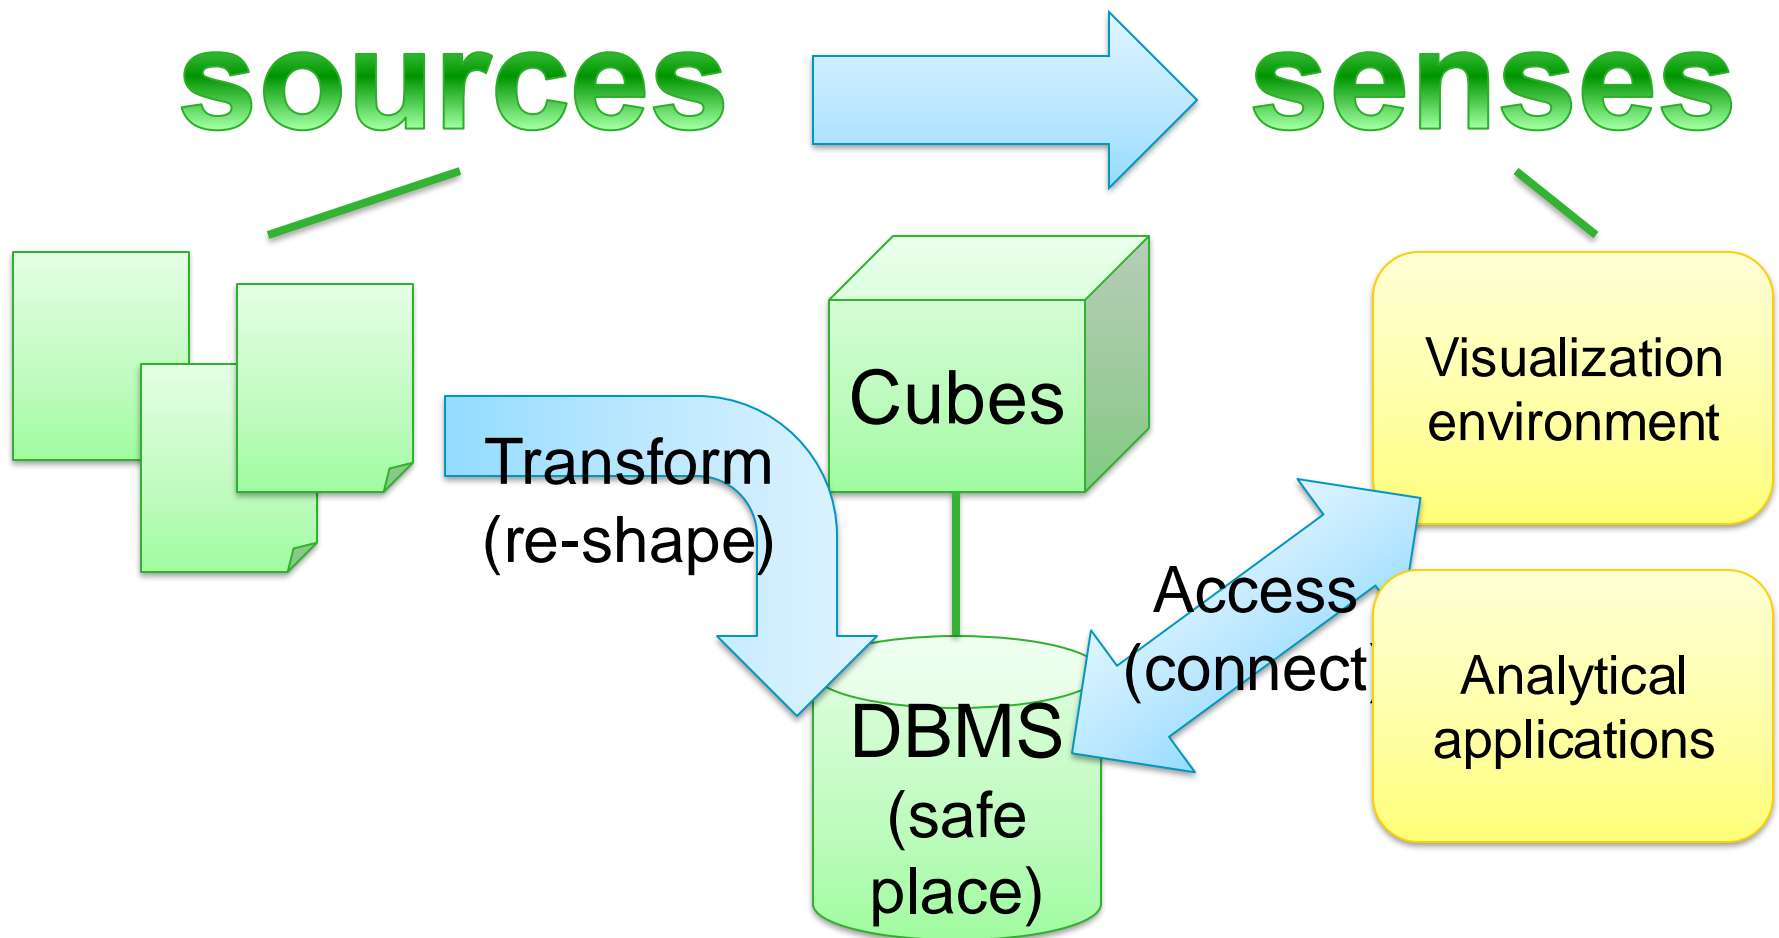 sources
senses
Cubes
Transform
(re-shape)
Visualization
environment
Access
(connect)
DBMS
(safe
place)
Analytical
applications